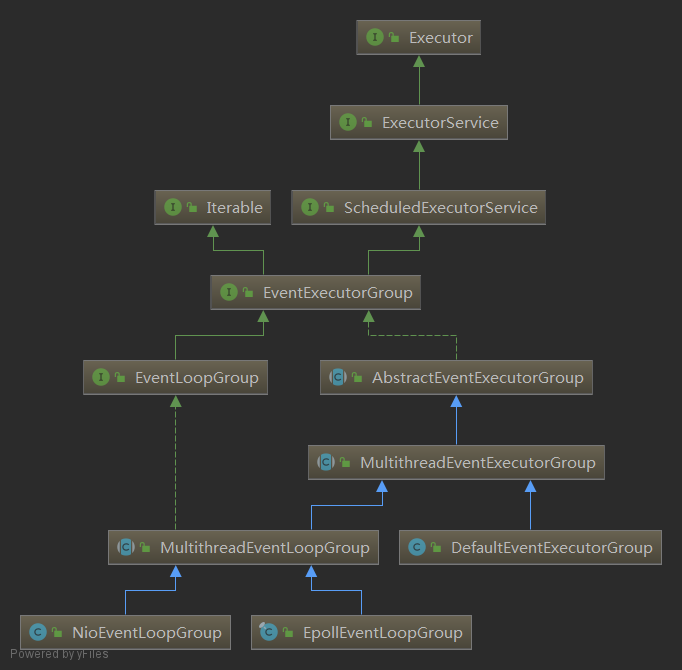 I Executor
I ExecutorService
I Iterable
I ScheduledExecutorService
I EventExecutorGroup
I EventLoopGroup
C AbstractEventExecutorGroup
C MultithreadEventExecutorGroup
C MultithreadEventLoopGroup
C DefaultEventExecutorGroup
C NioEventLoopGroup
C EpollEventLoopGroup
Powered by yFiles